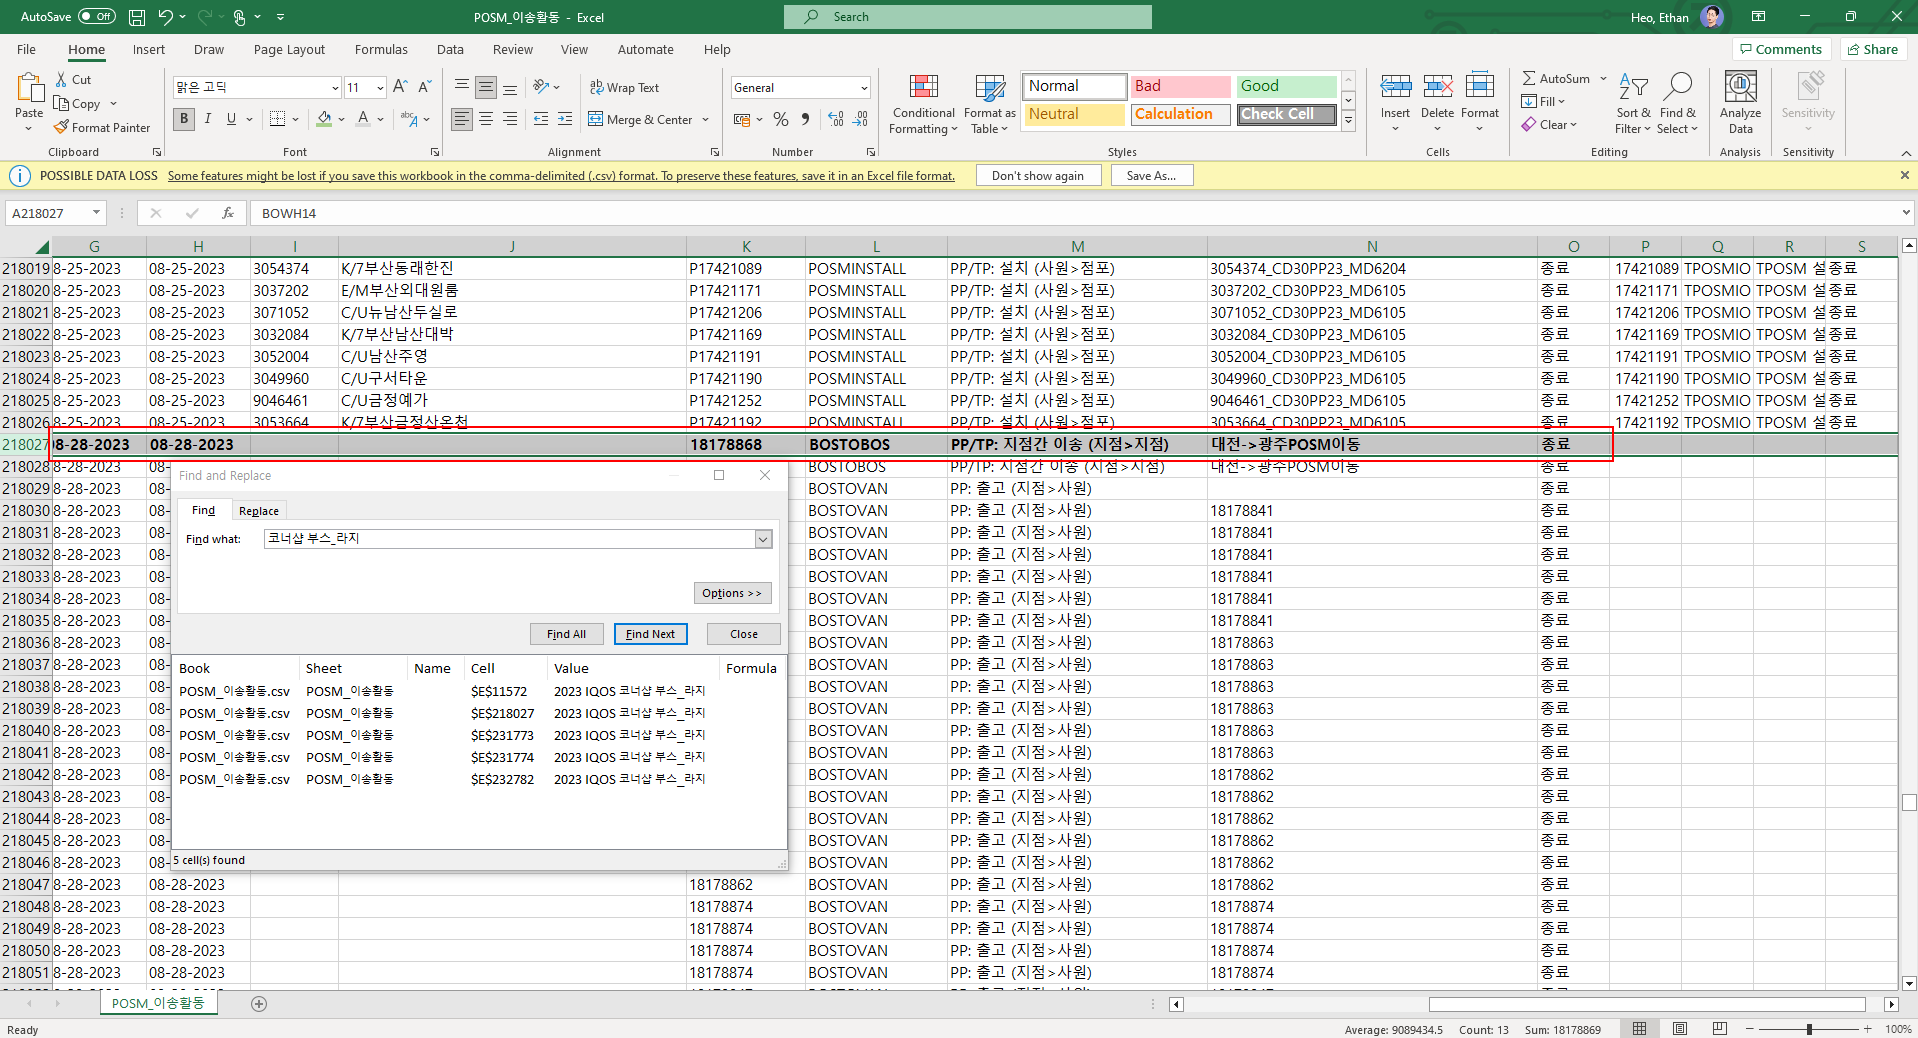 AutoSave Off POSM_이송활동 - Excel Search Heo, Ethan
File Home Insert Draw Page Layout Formulas Data Review View Automate Help Comments Share
Paste Cut Copy Format Painter Clipboard
맑은 고딕 11 B I U Font
Wrap Text Merge & Center Alignment
General Number
Conditional Formatting Format as Table Normal Bad Good Neutral Calculation Check Cell Styles
Insert Delete Format Cells
AutoSum Fill Clear Sort & Filter Find & Select Editing
Analyze Data Analysis Sensitivity Sensitivity
POSSIBLE DATA LOSS Some features might be lost if you save this workbook in the comma-delimited (.csv) format. To preserve these features, save it in an Excel file format. Don't show again Save As...
A218027 fx BOWH14
G H I J K L M N O P Q R S
218019 8-25-2023 08-25-2023 3054374 K/7부산동래한진 P17421089 POSMINSTALL PP/TP: 설치 (사원>점포) 3054374_CD30PP23_MD6204 종료 17421089 TPOSMIO TPOSM 설 종료
218020 8-25-2023 08-25-2023 3037202 E/M부산외대원룸 P17421171 POSMINSTALL PP/TP: 설치 (사원>점포) 3037202_CD30PP23_MD6105 종료 17421171 TPOSMIO TPOSM 설 종료
218021 8-25-2023 08-25-2023 3071052 C/U뉴남산두실로 P17421206 POSMINSTALL PP/TP: 설치 (사원>점포) 3071052_CD30PP23_MD6105 종료 17421206 TPOSMIO TPOSM 설 종료
218022 8-25-2023 08-25-2023 3032084 K/7부산남산대박 P17421169 POSMINSTALL PP/TP: 설치 (사원>점포) 3032084_CD30PP23_MD6105 종료 17421169 TPOSMIO TPOSM 설 종료
218023 8-25-2023 08-25-2023 3052004 C/U남산주영 P17421191 POSMINSTALL PP/TP: 설치 (사원>점포) 3052004_CD30PP23_MD6105 종료 17421191 TPOSMIO TPOSM 설 종료
218024 8-25-2023 08-25-2023 3049960 C/U구서타운 P17421190 POSMINSTALL PP/TP: 설치 (사원>점포) 3049960_CD30PP23_MD6105 종료 17421190 TPOSMIO TPOSM 설 종료
218025 8-25-2023 08-25-2023 9046461 C/U금정예가 P17421252 POSMINSTALL PP/TP: 설치 (사원>점포) 9046461_CD30PP23_MD6105 종료 17421252 TPOSMIO TPOSM 설 종료
218026 8-25-2023 08-25-2023 3053664 K/7부산금정산온천 P17421192 POSMINSTALL PP/TP: 설치 (사원>점포) 3053664_CD30PP23_MD6105 종료 17421192 TPOSMIO TPOSM 설 종료
218027 08-28-2023 08-28-2023 18178868 BOSTOBOS PP/TP: 지점간 이송 (지점>지점) 대전->광주POSM이동 종료
218028 8-28-2023 08- BOSTOBOS PP/TP: 지점간 이송 (지점>지점) 대전->광주POSM이동 종료
218029 8-28-2023 08- BOSTOVAN PP: 출고 (지점>사원) 종료
218030 8-28-2023 08- BOSTOVAN PP: 출고 (지점>사원) 18178841 종료
218031 8-28-2023 08- BOSTOVAN PP: 출고 (지점>사원) 18178841 종료
218032 8-28-2023 08- BOSTOVAN PP: 출고 (지점>사원) 18178841 종료
218033 8-28-2023 08- BOSTOVAN PP: 출고 (지점>사원) 18178841 종료
218034 8-28-2023 08- BOSTOVAN PP: 출고 (지점>사원) 18178841 종료
218035 8-28-2023 08- BOSTOVAN PP: 출고 (지점>사원) 18178841 종료
218036 8-28-2023 08- BOSTOVAN PP: 출고 (지점>사원) 18178863 종료
218037 8-28-2023 08- BOSTOVAN PP: 출고 (지점>사원) 18178863 종료
218038 8-28-2023 08- BOSTOVAN PP: 출고 (지점>사원) 18178863 종료
218039 8-28-2023 08- BOSTOVAN PP: 출고 (지점>사원) 18178863 종료
218040 8-28-2023 08- BOSTOVAN PP: 출고 (지점>사원) 18178863 종료
218041 8-28-2023 08- BOSTOVAN PP: 출고 (지점>사원) 18178863 종료
218042 8-28-2023 08- BOSTOVAN PP: 출고 (지점>사원) 18178862 종료
218043 8-28-2023 08- BOSTOVAN PP: 출고 (지점>사원) 18178862 종료
218044 8-28-2023 08- BOSTOVAN PP: 출고 (지점>사원) 18178862 종료
218045 8-28-2023 08- BOSTOVAN PP: 출고 (지점>사원) 18178862 종료
218046 8-28-2023 08- BOSTOVAN PP: 출고 (지점>사원) 18178862 종료
218047 8-28-2023 08-28-2023 18178862 BOSTOVAN PP: 출고 (지점>사원) 18178862 종료
218048 8-28-2023 08-28-2023 18178874 BOSTOVAN PP: 출고 (지점>사원) 18178874 종료
218049 8-28-2023 08-28-2023 18178874 BOSTOVAN PP: 출고 (지점>사원) 18178874 종료
218050 8-28-2023 08-28-2023 18178874 BOSTOVAN PP: 출고 (지점>사원) 18178874 종료
218051 8-28-2023 08-28-2023 18178874 BOSTOVAN PP: 출고 (지점>사원) 18178874 종료
Find and Replace
Find Replace
Find what: 코너샵 부스_라지
Options >>
Find All Find Next Close
Book Sheet Name Cell Value Formula
POSM_이송활동.csv POSM_이송활동 $E$11572 2023 IQOS 코너샵 부스_라지
POSM_이송활동.csv POSM_이송활동 $E$218027 2023 IQOS 코너샵 부스_라지
POSM_이송활동.csv POSM_이송활동 $E$231773 2023 IQOS 코너샵 부스_라지
POSM_이송활동.csv POSM_이송활동 $E$231774 2023 IQOS 코너샵 부스_라지
POSM_이송활동.csv POSM_이송활동 $E$232782 2023 IQOS 코너샵 부스_라지
5 cell(s) found
POSM_이송활동
Ready Average: 9089434.5 Count: 13 Sum: 18178869 100%